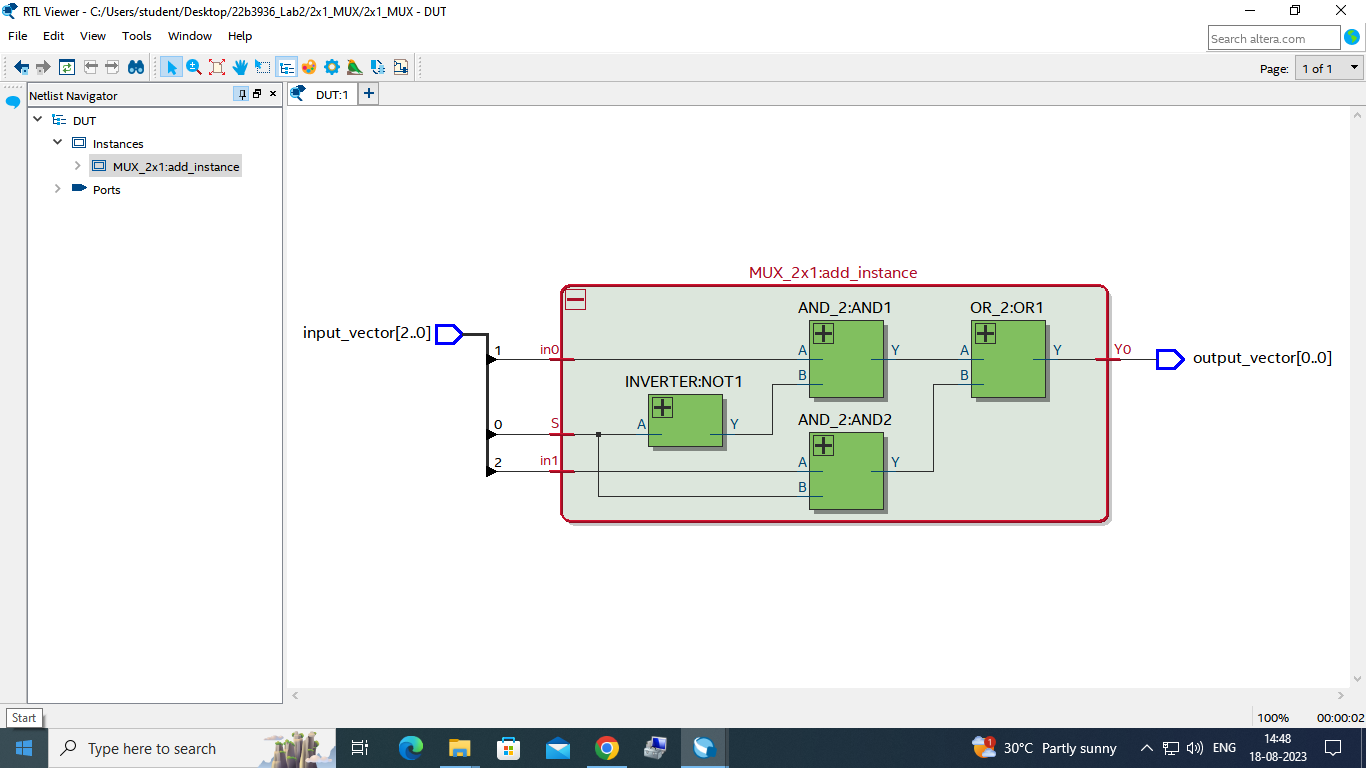 RTL Viewer - C:/Users/student/Desktop/22b3936_Lab2/2x1_MUX/2x1_MUX - DUT
File Edit View Tools Window Help
Search altera.com
Page: 1 of 1
Netlist Navigator
DUT:1
DUT
Instances
MUX_2x1:add_instance
Ports
MUX_2x1:add_instance
AND_2:AND1 OR_2:OR1
input_vector[2..0]
1 in0 A Y A Y Y0 output_vector[0..0]
B B
INVERTER:NOT1
0 S A Y AND_2:AND2
2 in1 A Y
B
Start
100% 00:00:02
Type here to search
1
30°C Partly sunny
ENG
14:48
18-08-2023